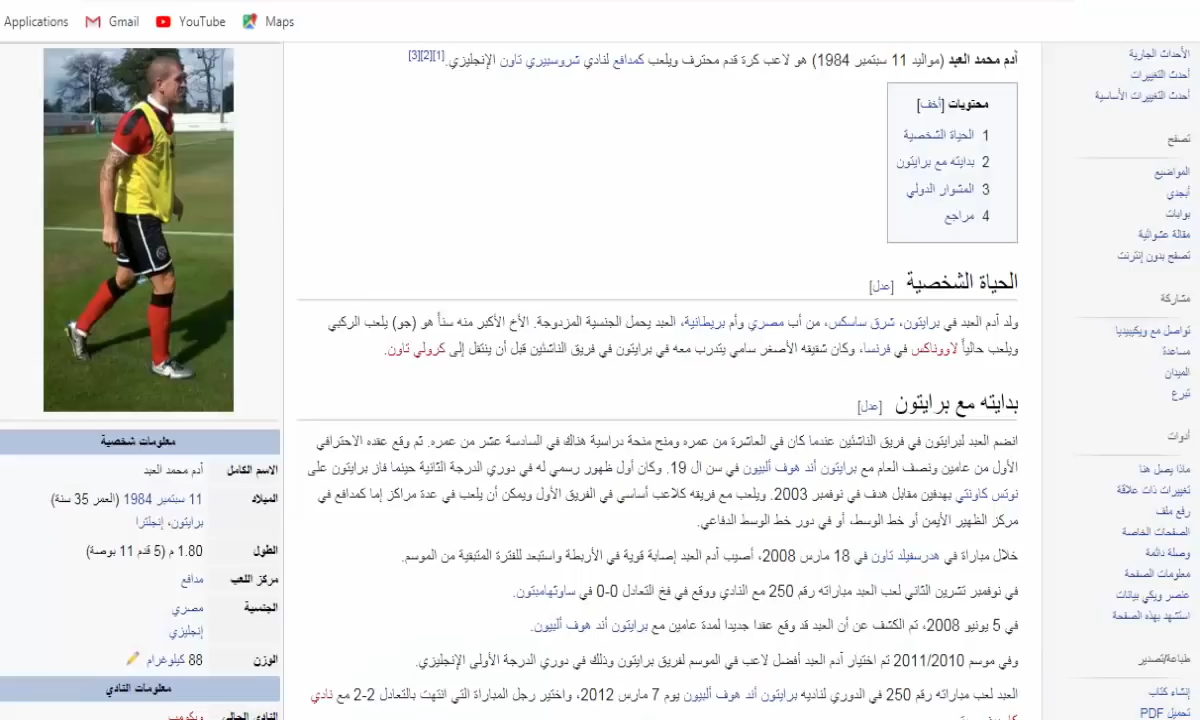 Applications Gmail YouTube Maps
آدم محمد العبد (مواليد 11 سبتمبر 1984) هو لاعب كرة قدم محترف ويلعب كمدافع لنادي شروسبيري تاون الإنجليزي.[1][2][3]
محتويات [أخف]
1 الحياة الشخصية
2 بدايته مع برايتون
3 المشوار الدولي
4 مراجع
الحياة الشخصية [عدل]
ولد آدم العبد في برايتون، شرق ساسكس، من أب مصري وأم بريطانية، العبد يحمل الجنسية المزدوجة. الأخ الأكبر منه سناً هو (جو) يلعب الركبي
ويلعب حالياً لاووناكس في فرنسا، وكان شقيقه الأصغر سامي يتدرب معه في برايتون في فريق الناشئين قبل أن ينتقل إلى كرولي تاون.
بدايته مع برايتون [عدل]
انضم العبد لبرايتون في فريق الناشئين عندما كان في العاشرة من عمره ومنح منحة دراسية هناك في السادسة عشر من عمره. ثم وقع عقده الاحترافي
الأول من عامين ونصف العام مع برايتون أند هوف ألبيون في سن ال 19. وكان أول ظهور رسمي له في دوري الدرجة الثانية حينما فاز برايتون على
نوتس كاونتي بهدفين مقابل هدف في نوفمبر 2003. ويلعب مع فريقه كلاعب أساسي في الفريق الأول ويمكن أن يلعب في عدة مراكز إما كمدافع في
مركز الظهير الأيمن أو خط الوسط، أو في دور خط الوسط الدفاعي.
خلال مباراة في هدرسفيلد تاون في 18 مارس 2008، أصيب آدم العبد إصابة قوية في الأربطة واستبعد للفترة المتبقية من الموسم.
في نوفمبر تشرين الثاني لعب العبد مباراته رقم 250 مع النادي ووقع في فخ التعادل 0-0 في ساوثهامبتون.
في 5 يونيو 2008، تم الكشف عن أن العبد قد وقع عقدا جديدا لمدة عامين مع برايتون أند هوف ألبيون.
وفي موسم 2011/2010 تم اختيار آدم العبد أفضل لاعب في الموسم لفريق برايتون وذلك في دوري الدرجة الأولى الإنجليزي.
العبد لعب مباراته رقم 250 في الدوري لناديه برايتون أند هوف ألبيون يوم 7 مارس 2012، واختير رجل المباراة التي انتهت بالتعادل 2-2 مع نادي
الأحداث الجارية
أحدث التغييرات
أحدث التغييرات الأساسية
تصفح
المواضيع
أبجدي
بوابات
مقالة عشوائية
تصفح بدون إنترنت
مشاركة
تواصل مع ويكيبيديا
مساعدة
الميدان
تبرع
أدوات
ماذا يصل هنا
تغييرات ذات علاقة
رفع ملف
الصفحات الخاصة
وصلة دائمة
معلومات الصفحة
عنصر ويكي بيانات
استشهد بهذه الصفحة
طباعة/تصدير
إنشاء كتاب
تحميل PDF
معلومات شخصية
الاسم الكامل آدم محمد العبد
الميلاد 11 سبتمبر 1984 (العمر 35 سنة)
برايتون، إنجلترا
الطول 1.80 م (5 قدم 11 بوصة)
مركز اللعب مدافع
الجنسية مصري
إنجليزي
الوزن 88 كيلوغرام
معلومات النادي
النادي الحالي ويكومب